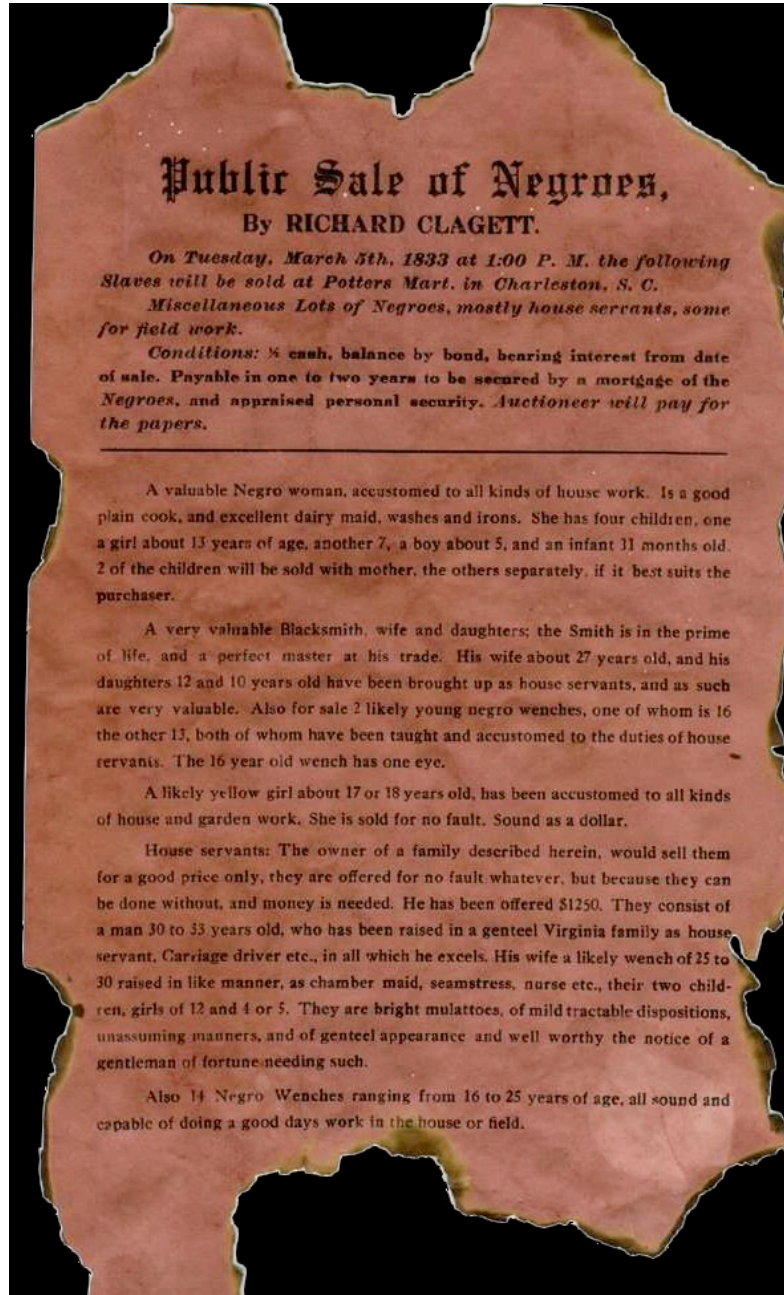 Public Sale of Negroes,
By RICHARD CLAGETT.
On Tuesday, March 5th, 1833 at 1:00 P. M. the following
Slaves will be sold at Potters Mart, in Charleston, S. C.
Miscellaneous Lots of Negroes, mostly house servants, some
for field work.
Conditions: cash, balance by bond, bearing interest from date
of sale. Payable in one to two years to be secured by a mortgage of the
Negroes, and appraised personal security. Auctioneer will pay for
the papers.
A valuable Negro woman, accustomed to all kinds of house work. Is a good
plain cook, and excellent dairy maid, washes and irons. She has four children, one
a girl about 13 years of age, another 7, a boy about 5, and an infant 11 months old.
2 of the children will be sold with mother, the others separately, if it best suits the
purchaser.
A very valuable Blacksmith, wife and daughters; the Smith is in the prime
of life, and a perfect master at his trade. His wife about 27 years old, and his
daughters 12 and 10 years old have been brought up as house servants, and as such
are very valuable. Also for sale 2 likely young negro wenches, one of whom is 16
the other 13, both of whom have been taught and accustomed to the duties of house
servants. The 16 year old wench has one eye.
A likely yellow girl about 17 or 18 years old, has been accustomed to all kinds
of house and garden work. She is sold for no fault. Sound as a dollar.
House servants: The owner of a family described herein, would sell them
for a good price only, they are offered for no fault whatever, but because they can
be done without, and money is needed. He has been offered $1250. They consist of
a man 30 to 33 years old, who has been raised in a genteel Virginia family as house
servant, Carriage driver etc., in all which he excels. His wife a likely wench of 25 to
30 raised in like manner, as chamber maid, seamstress, nurse etc., their two child-
ren, girls of 12 and 4 or 5. They are bright mulattoes, of mild tractable dispositions,
unassuming manners, and of genteel appearance and well worthy the notice of a
gentleman of fortune needing such.
Also 14 Negro Wenches ranging from 16 to 25 years of age, all sound and
capable of doing a good days work in the house or field.